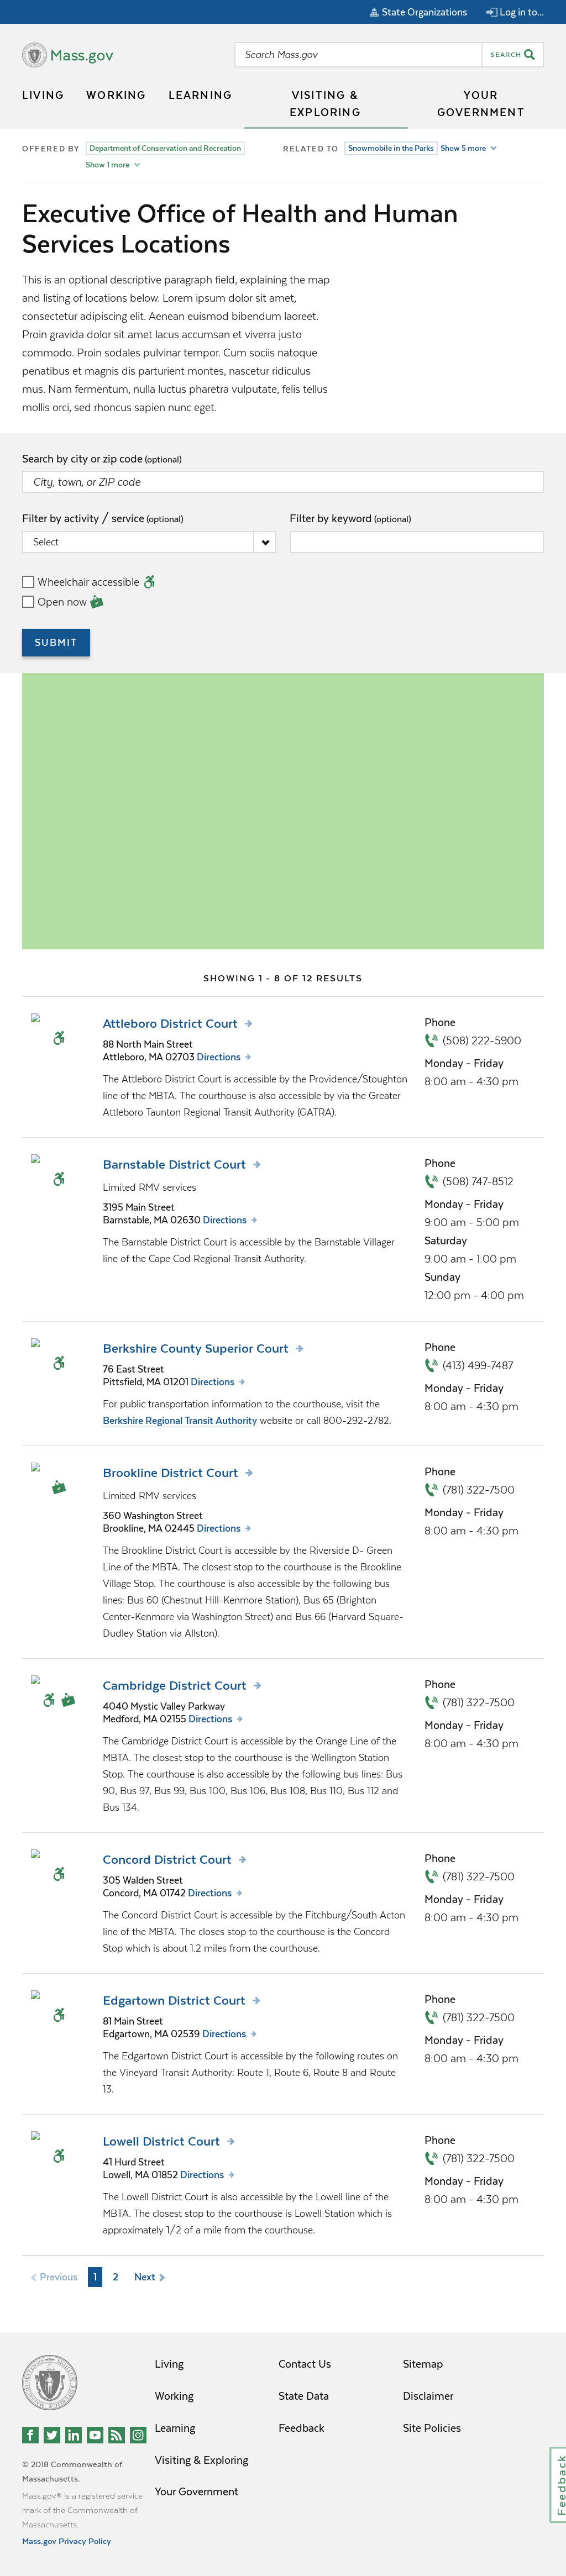 State Organizations Log in to...
Mass.gov
Search Mass.gov SEARCH
LIVING WORKING LEARNING VISITING & EXPLORING YOUR GOVERNMENT
OFFERED BY Department of Conservation and Recreation
Show 1 more
RELATED TO Snowmobile in the Parks Show 5 more
Executive Office of Health and Human
Services Locations
This is an optional descriptive paragraph field, explaining the map
and listing of locations below. Lorem ipsum dolor sit amet,
consectetur adipiscing elit. Aenean euismod bibendum laoreet.
Proin gravida dolor sit amet lacus accumsan et viverra justo
commodo. Proin sodales pulvinar tempor. Cum sociis natoque
penatibus et magnis dis parturient montes, nascetur ridiculus
mus. Nam fermentum, nulla luctus pharetra vulputate, felis tellus
mollis orci, sed rhoncus sapien nunc eget.
Search by city or zip code (optional)
City, town, or ZIP code
Filter by activity / service (optional)
Select
Filter by keyword (optional)
Wheelchair accessible
Open now
SUBMIT
SHOWING 1 - 8 OF 12 RESULTS
Attleboro District Court
88 North Main Street
Attleboro, MA 02703 Directions
The Attleboro District Court is accessible by the Providence/Stoughton
line of the MBTA. The courthouse is also accessible by via the Greater
Attleboro Taunton Regional Transit Authority (GATRA).
Phone
(508) 222-5900
Monday - Friday
8:00 am - 4:30 pm
Barnstable District Court
Limited RMV services
3195 Main Street
Barnstable, MA 02630 Directions
The Barnstable District Court is accessible by the Barnstable Villager
line of the Cape Cod Regional Transit Authority.
Phone
(508) 747-8512
Monday - Friday
9:00 am - 5:00 pm
Saturday
9:00 am - 1:00 pm
Sunday
12:00 pm - 4:00 pm
Berkshire County Superior Court
76 East Street
Pittsfield, MA 01201 Directions
For public transportation information to the courthouse, visit the
Berkshire Regional Transit Authority website or call 800-292-2782.
Phone
(413) 499-7487
Monday - Friday
8:00 am - 4:30 pm
Brookline District Court
Limited RMV services
360 Washington Street
Brookline, MA 02445 Directions
The Brookline District Court is accessible by the Riverside D- Green
Line of the MBTA. The closest stop to the courthouse is the Brookline
Village Stop. The courthouse is also accessible by the following bus
lines: Bus 60 (Chestnut Hill-Kenmore Station), Bus 65 (Brighton
Center-Kenmore via Washington Street) and Bus 66 (Harvard Square-
Dudley Station via Allston).
Phone
(781) 322-7500
Monday - Friday
8:00 am - 4:30 pm
Cambridge District Court
4040 Mystic Valley Parkway
Medford, MA 02155 Directions
The Cambridge District Court is accessible by the Orange Line of the
MBTA. The closest stop to the courthouse is the Wellington Station
Stop. The courthouse is also accessible by the following bus lines: Bus
90, Bus 97, Bus 99, Bus 100, Bus 106, Bus 108, Bus 110, Bus 112 and
Bus 134.
Phone
(781) 322-7500
Monday - Friday
8:00 am - 4:30 pm
Concord District Court
305 Walden Street
Concord, MA 01742 Directions
The Concord District Court is accessible by the Fitchburg/South Acton
line of the MBTA. The closes stop to the courthouse is the Concord
Stop which is about 1.2 miles from the courthouse.
Phone
(781) 322-7500
Monday - Friday
8:00 am - 4:30 pm
Edgartown District Court
81 Main Street
Edgartown, MA 02539 Directions
The Edgartown District Court is accessible by the following routes on
the Vineyard Transit Authority: Route 1, Route 6, Route 8 and Route
13.
Phone
(781) 322-7500
Monday - Friday
8:00 am - 4:30 pm
Lowell District Court
41 Hurd Street
Lowell, MA 01852 Directions
The Lowell District Court is also accessible by the Lowell line of the
MBTA. The closest stop to the courthouse is Lowell Station which is
approximately 1/2 of a mile from the courthouse.
Phone
(781) 322-7500
Monday - Friday
8:00 am - 4:30 pm
Previous 1 2 Next
Living
Working
Learning
Visiting & Exploring
Your Government
Contact Us
State Data
Feedback
Sitemap
Disclaimer
Site Policies
© 2018 Commonwealth of
Massachusetts.
Mass.gov® is a registered service
mark of the Commonwealth of
Massachusetts.
Mass.gov Privacy Policy
Feedback